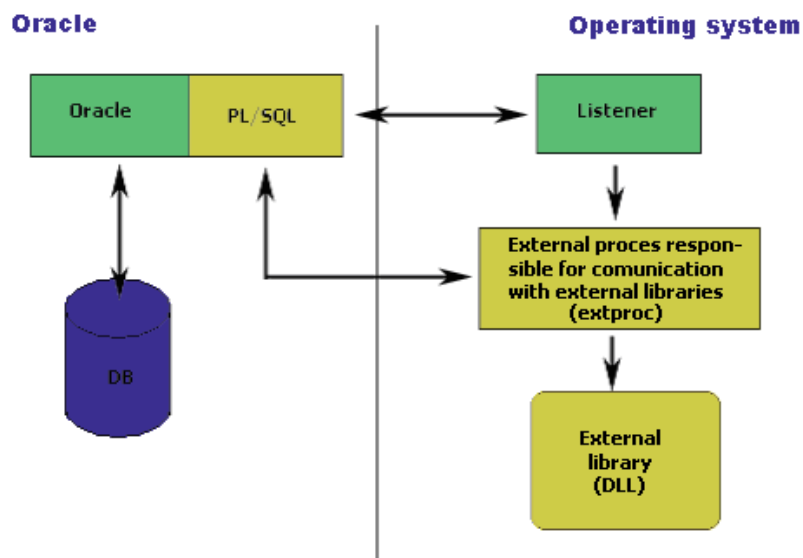 Oracle
Operating system
Oracle
PL/SQL
Listener
External proces respon-
sible for comunication
with external libraries
(extproc)
DB
External
library
(DLL)